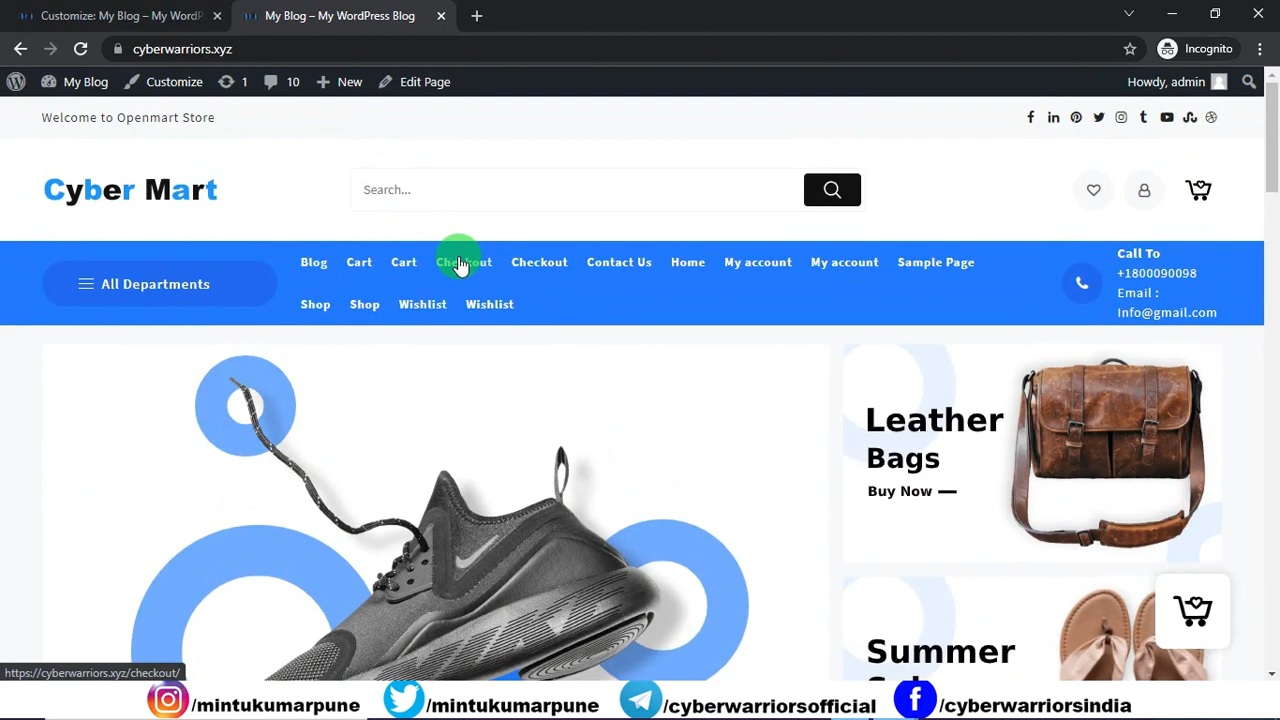 Customize: My Blog – My WordP
My Blog – My WordPress Blog
cyberwarriors.xyz
Incognito
My Blog
Customize
1
10
New
Edit Page
Howdy, admin
Welcome to Openmart Store
Cyber Mart
Search...
All Departments
Blog Cart Cart Checkout Checkout Contact Us Home My account My account Sample Page
Shop Shop Wishlist Wishlist
Call To
+1800090098
Email :
Info@gmail.com
Leather
Bags
Buy Now
Summer
https://cyberwarriors.xyz/checkout/
/mintukumarpune
/mintukumarpune
/cyberwarriorsofficial
/cyberwarriorsindia